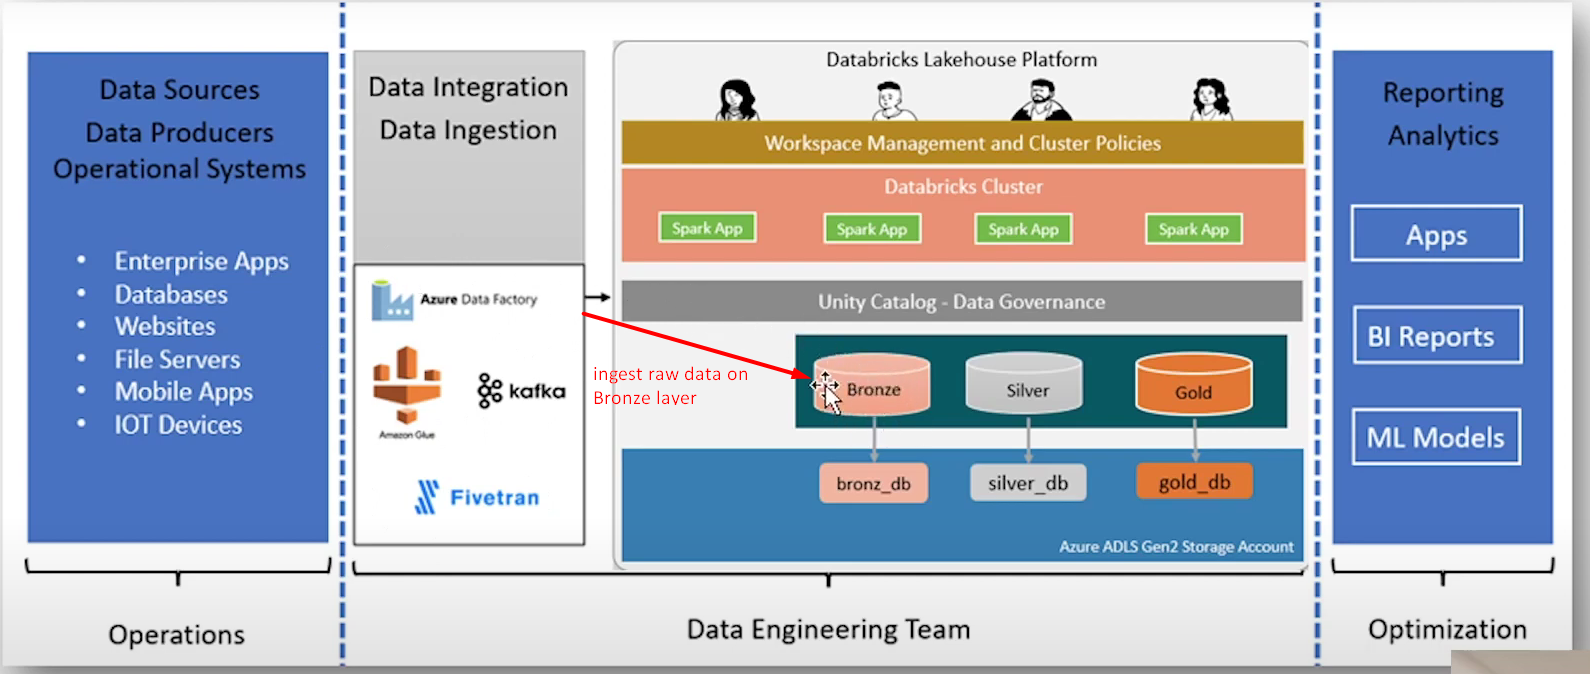 Data Sources
Data Producers
Operational Systems
• Enterprise Apps
• Databases
• Websites
• File Servers
• Mobile Apps
• IOT Devices
Operations
Data Integration
Data Ingestion
Azure Data Factory
Amazon Glue
kafka
Fivetran
ingest raw data on
Bronze layer
Databricks Lakehouse Platform
Workspace Management and Cluster Policies
Databricks Cluster
Spark App
Spark App
Spark App
Spark App
Unity Catalog - Data Governance
Bronze
Silver
Gold
bronz_db
silver_db
gold_db
Azure ADLS Gen2 Storage Account
Data Engineering Team
Reporting
Analytics
Apps
BI Reports
ML Models
Optimization